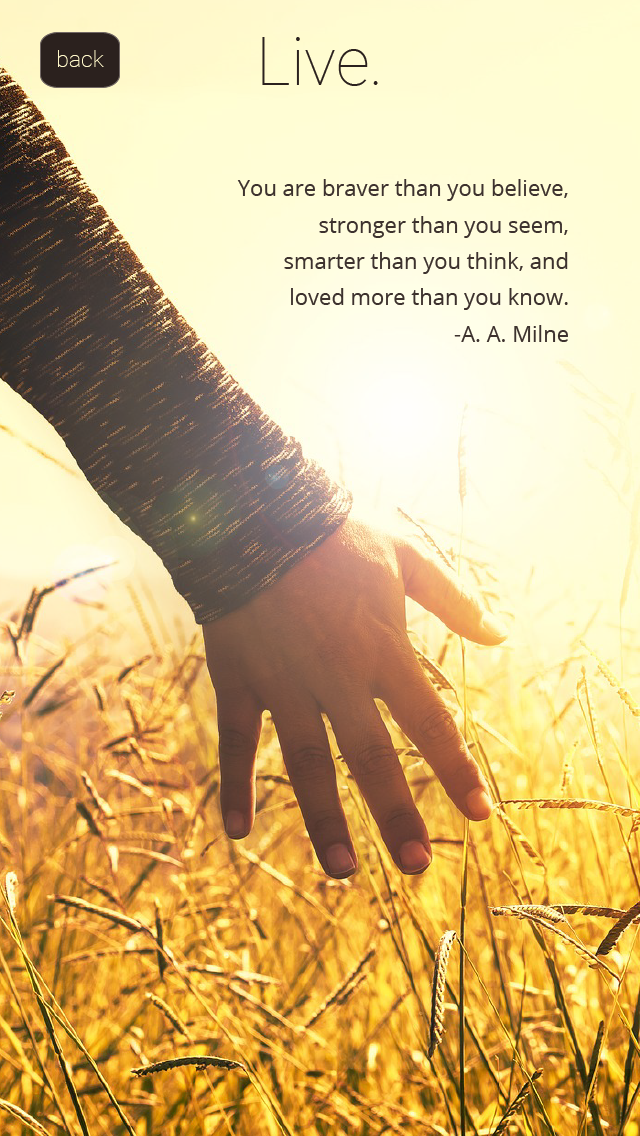 back
Live.
You are braver than you believe,
stronger than you seem,
smarter than you think, and
loved more than you know.
-A. A. Milne